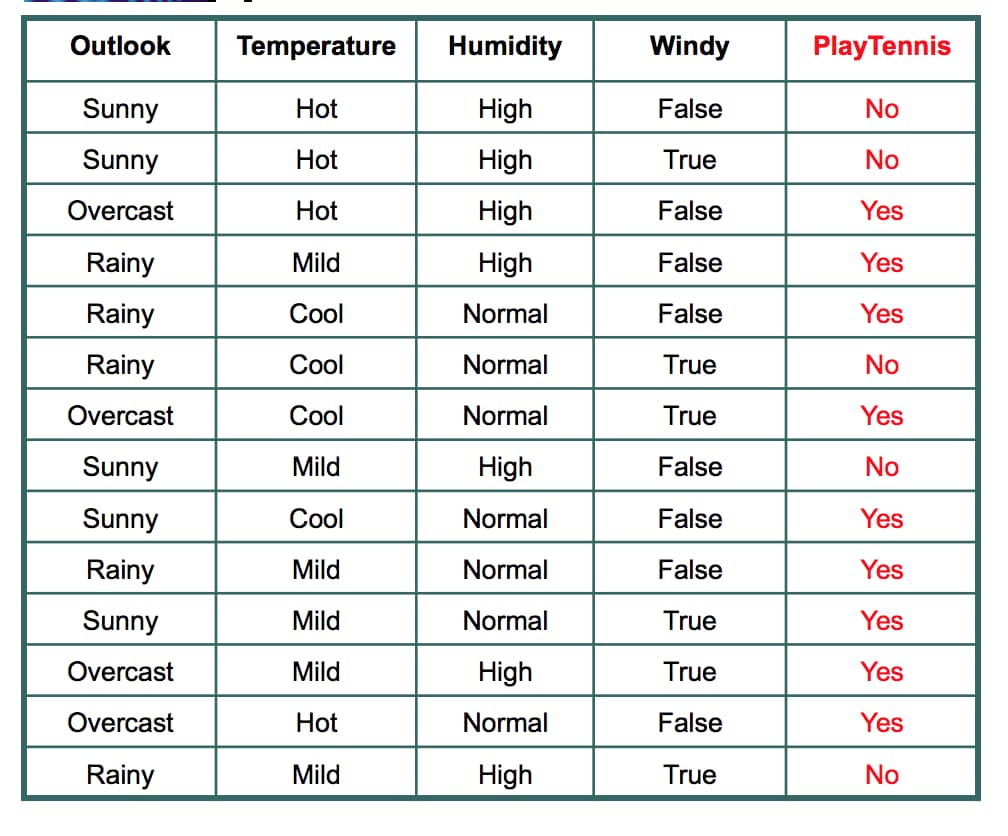 Outlook Temperature Humidity Windy PlayTennis
Sunny Hot High False No
Sunny Hot High True No
Overcast Hot High False Yes
Rainy Mild High False Yes
Rainy Cool Normal False Yes
Rainy Cool Normal True No
Overcast Cool Normal True Yes
Sunny Mild High False No
Sunny Cool Normal False Yes
Rainy Mild Normal False Yes
Sunny Mild Normal True Yes
Overcast Mild High True Yes
Overcast Hot Normal False Yes
Rainy Mild High True No